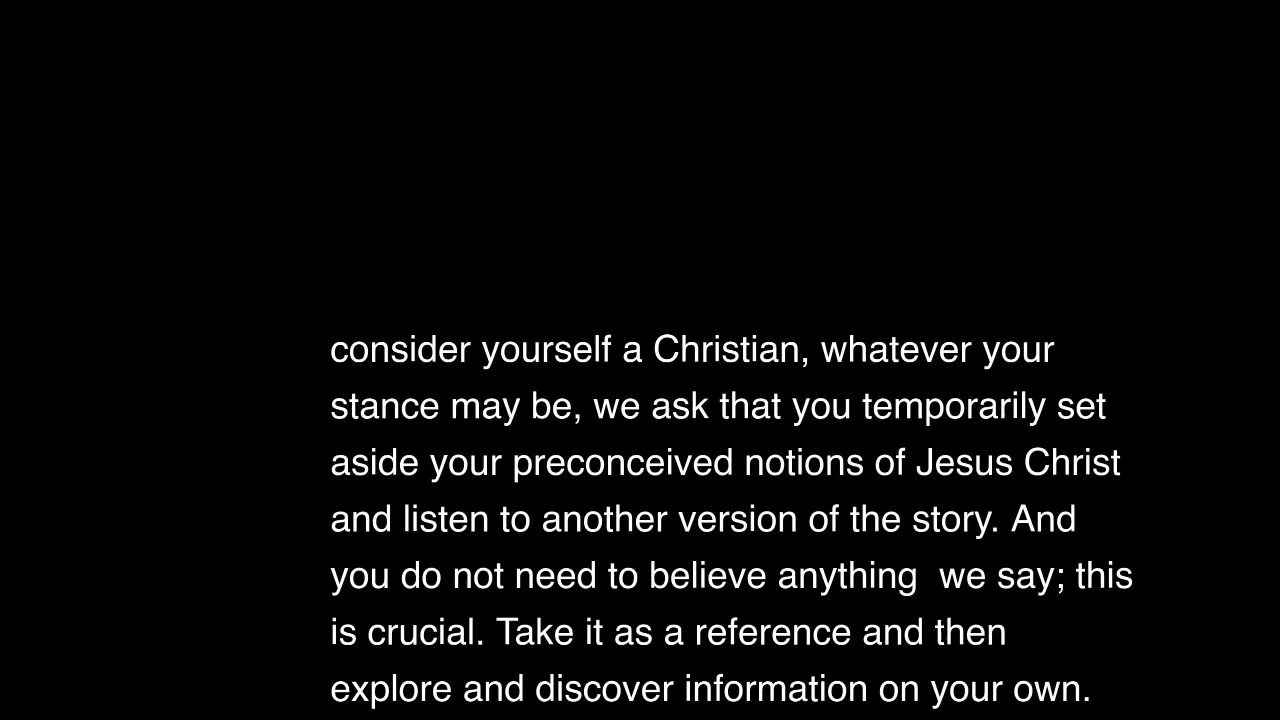 consider yourself a Christian, whatever your
stance may be, we ask that you temporarily set
aside your preconceived notions of Jesus Christ
and listen to another version of the story. And
you do not need to believe anything  we say; this
is crucial. Take it as a reference and then
explore and discover information on your own.